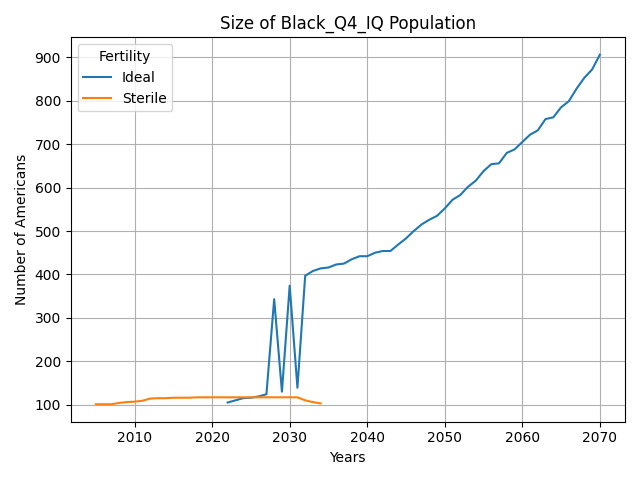 Size of Black_Q4_IQ Population
Fertility
Ideal
Sterile
Number of Americans
900
800
700
600
500
400
300
200
100
2010 2020 2030 2040 2050 2060 2070
Years